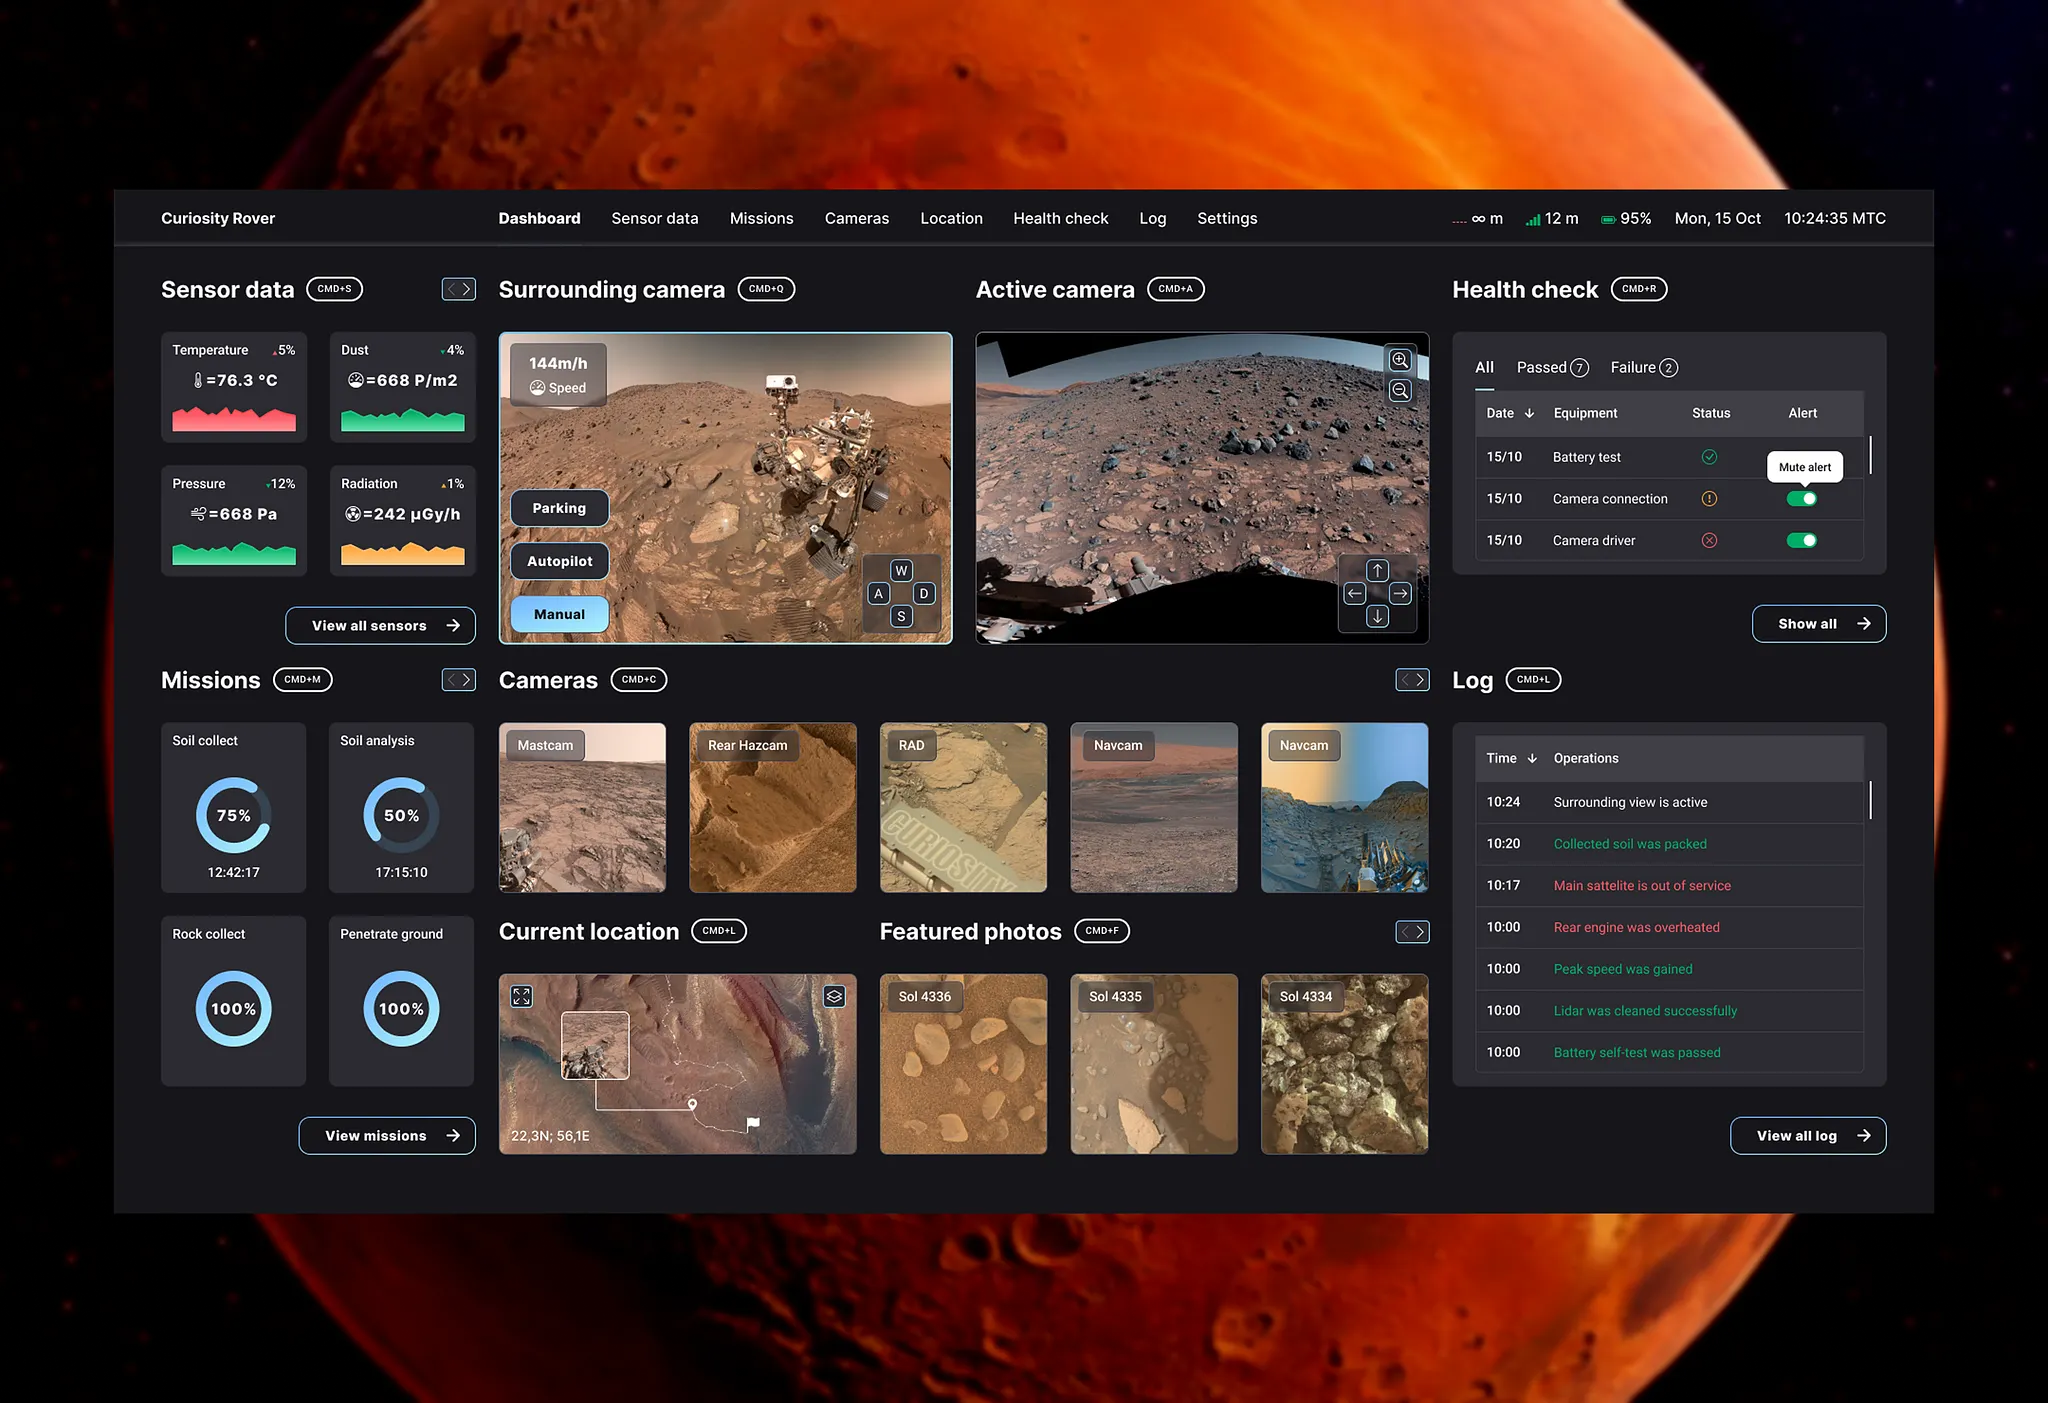 Curiosity Rover
Dashboard Sensor data Missions Cameras Location Health check Log Settings
∞ m 12 m 95% Mon, 15 Oct 10:24:35 MTC
Sensor data CMD+S
Temperature 5%
=76.3 °C
Dust 4%
=668 P/m2
Pressure 12%
=668 Pa
Radiation 1%
=242 μGy/h
View all sensors →
Surrounding camera CMD+Q
144m/h
Speed
Parking
Autopilot
Manual
W
A D
S
Active camera CMD+A
↑
← →
↓
Health check CMD+R
All Passed 7 Failure 2
Date ↓ Equipment Status Alert
15/10 Battery test
Mute alert
15/10 Camera connection
15/10 Camera driver
Show all →
Missions CMD+M
Soil collect
75%
12:42:17
Soil analysis
50%
17:15:10
Rock collect
100%
Penetrate ground
100%
View missions →
Cameras CMD+C
Mastcam
Rear Hazcam
RAD
CURIOSITY
Navcam
Navcam
Current location CMD+L
22,3N; 56,1E
Featured photos CMD+F
Sol 4336
Sol 4335
Sol 4334
Log CMD+L
Time ↓ Operations
10:24 Surrounding view is active
10:20 Collected soil was packed
10:17 Main sattelite is out of service
10:00 Rear engine was overheated
10:00 Peak speed was gained
10:00 Lidar was cleaned successfully
10:00 Battery self-test was passed
View all log →